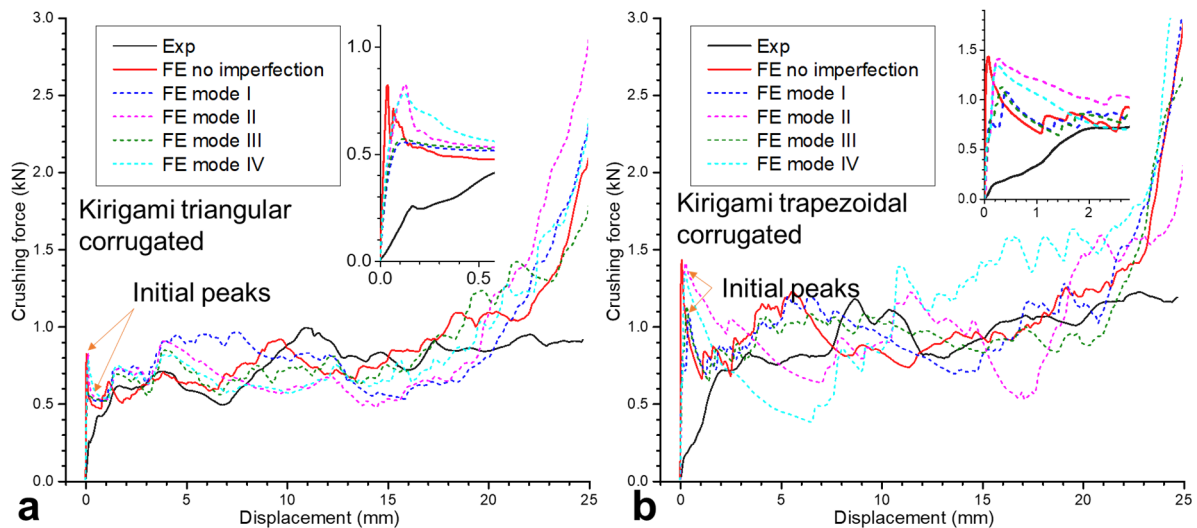 3.0
2.5
2.0
1.5
1.0
0.5
0.0
Crushing force (kN)
Exp
FE no imperfection
FE mode I
FE mode II
FE mode III
FE mode IV
1.0
0.5
0.0
0.0
0.5
Kirigami triangular
corrugated
Initial peaks
0
5
10
15
20
25
Displacement (mm)
a
3.0
2.5
2.0
1.5
1.0
0.5
0.0
Crushing force (kN)
Exp
FE no imperfection
FE mode I
FE mode II
FE mode III
FE mode IV
1.5
1.0
0.5
0.0
0
1
2
Kirigami trapezoidal
corrugated
Initial peaks
0
5
10
15
20
25
Displacement (mm)
b